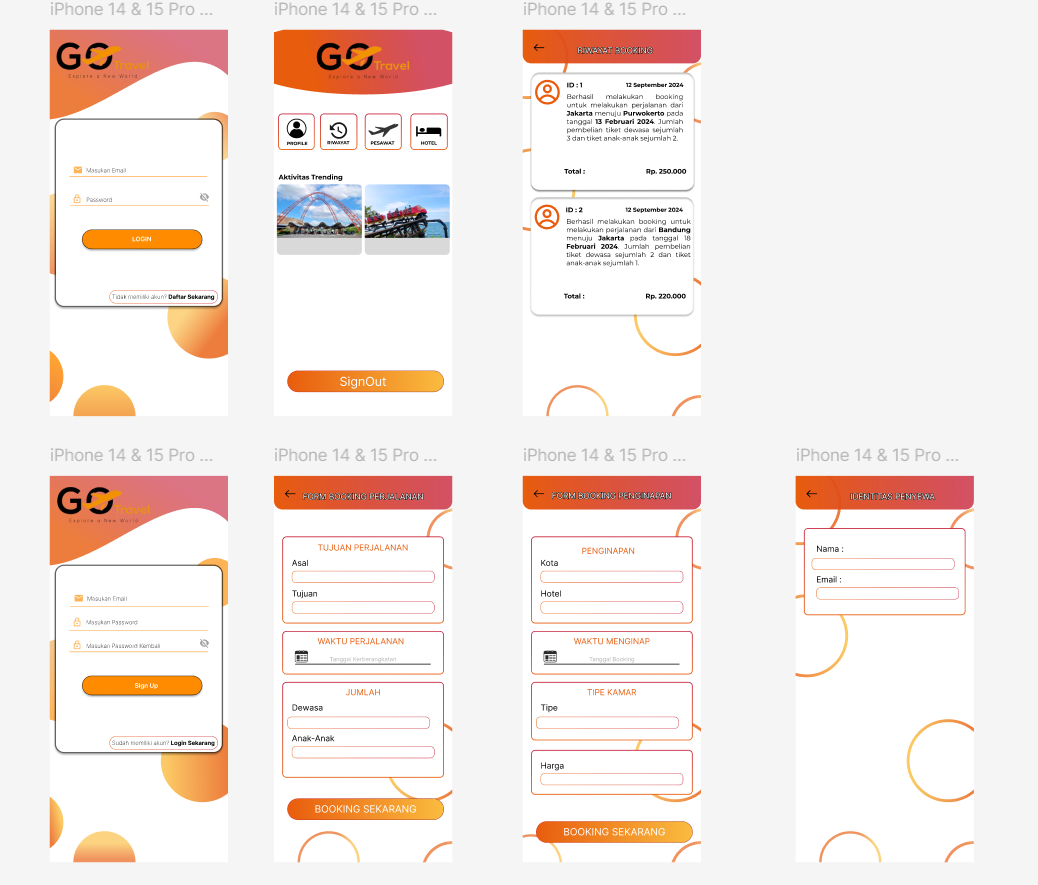 iPhone 14 & 15 Pro ...
GO
Travel
Explore a New World
Masukan Email
Password
LOGIN
Tidak memiliki akun? Daftar Sekarang
iPhone 14 & 15 Pro ...
GO
Travel
Explore a New World
PROFILE
RIWAYAT
PESAWAT
HOTEL
Aktivitas Trending
SignOut
iPhone 14 & 15 Pro ...
RIWAYAT BOOKING
ID : 1 12 September 2024
Berhasil melakukan booking
untuk melakukan perjalanan dari
Jakarta menuju Purwokerto pada
tanggal 13 Februari 2024. Jumlah
pembelian tiket dewasa sejumlah
3 dan tiket anak-anak sejumlah 2.
Total : Rp. 250.000
ID : 2 12 September 2024
Berhasil melakukan booking untuk
melakukan perjalanan dari Bandung
menuju Jakarta pada tanggal 18
Februari 2024. Jumlah pembelian
tiket dewasa sejumlah 2 dan tiket
anak-anak sejumlah 1.
Total : Rp. 220.000
iPhone 14 & 15 Pro ...
GO
Travel
Explore a New World
Masukan Email
Masukan Password
Masukan Password Kembali
Sign Up
Sudah memiliki akun? Login Sekarang
iPhone 14 & 15 Pro ...
FORM BOOKING PERJALANAN
TUJUAN PERJALANAN
Asal
Tujuan
WAKTU PERJALANAN
Tanggal Keberangkatan
JUMLAH
Dewasa
Anak-Anak
BOOKING SEKARANG
iPhone 14 & 15 Pro ...
FORM BOOKING PENGINAPAN
PENGINAPAN
Kota
Hotel
WAKTU MENGINAP
Tanggal Booking
TIPE KAMAR
Tipe
Harga
BOOKING SEKARANG
iPhone 14 & 15 Pro ...
IDENTITAS PENYEWA
Nama :
Email :